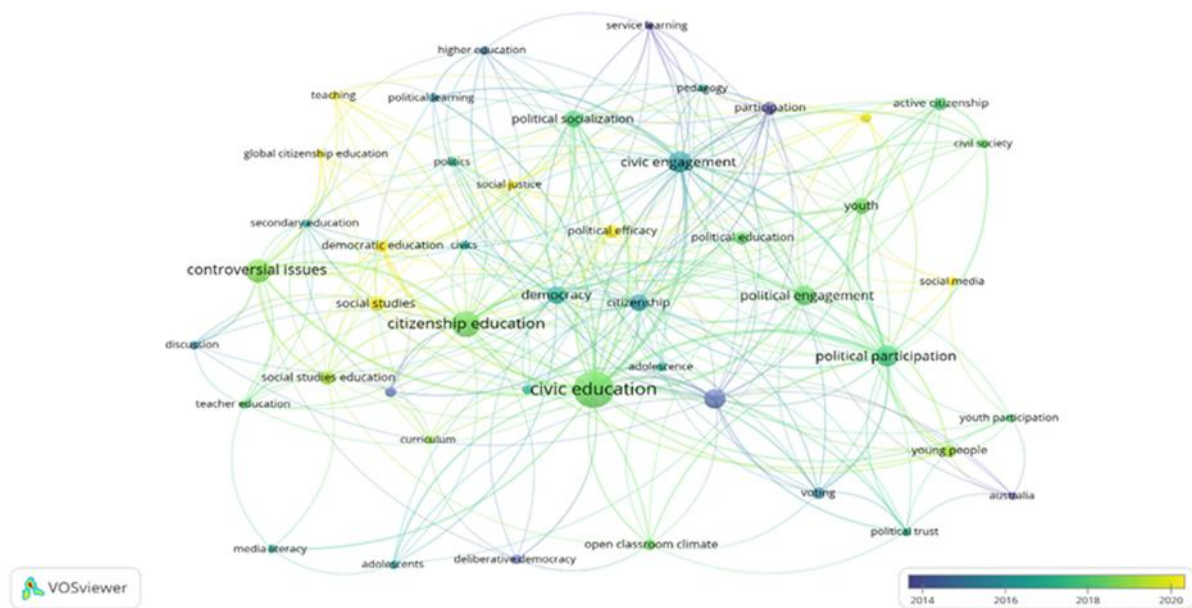 service learning
higher education
pedagogy
teaching
political learning
participation
active citizenship
political socialization
civil society
global citizenship education
politics
civic engagement
social justice
youth
secondary education
political efficacy
democratic education
civics
political education
controversial issues
social media
social studies
democracy
citizenship
political engagement
citizenship education
discussion
political participation
adolescence
social studies education
civic education
teacher education
youth participation
curriculum
young people
voting
australia
political trust
open classroom climate
media literacy
deliberative democracy
adolescents
VOSviewer
2014 2016 2018 2020